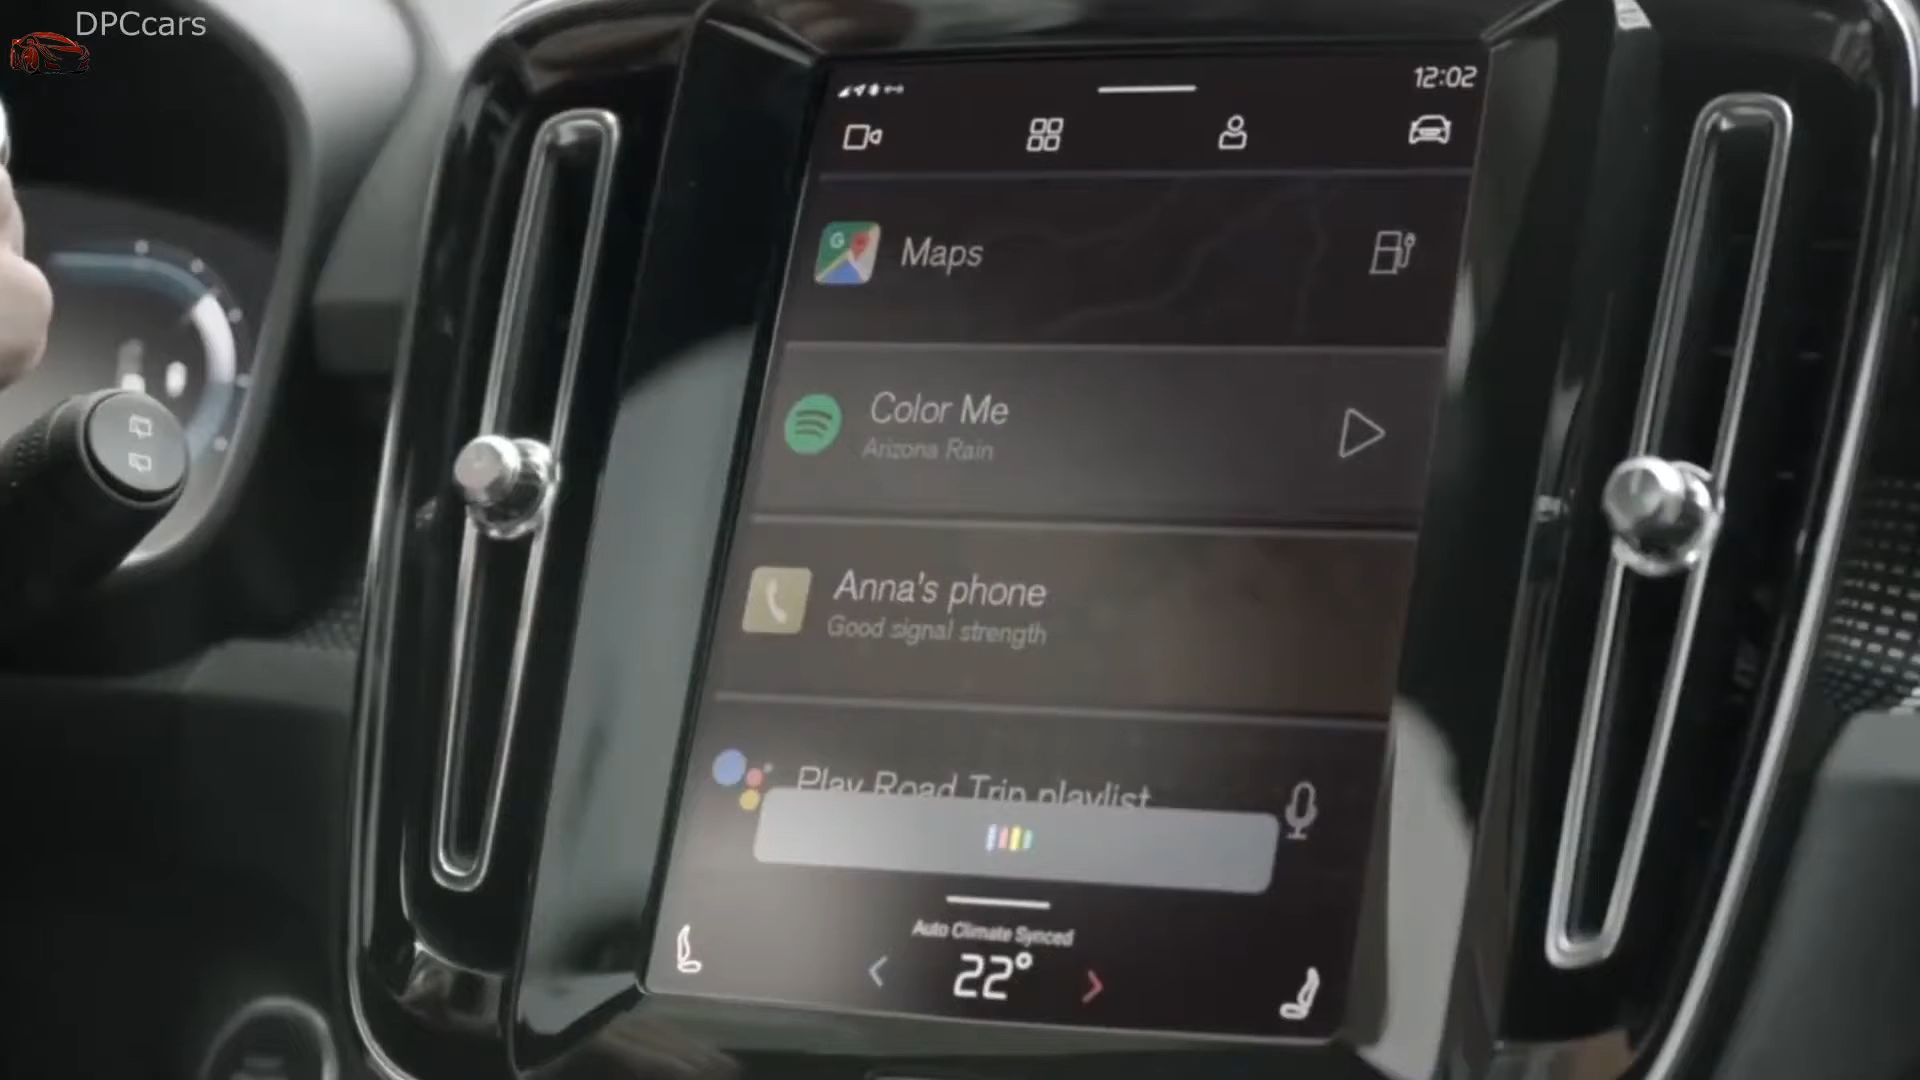 DPCcars
12:02
Maps
Color Me
Arizona Rain
Anna's phone
Good signal strength
Play Road Trip playlist
Auto Climate Synced
22°